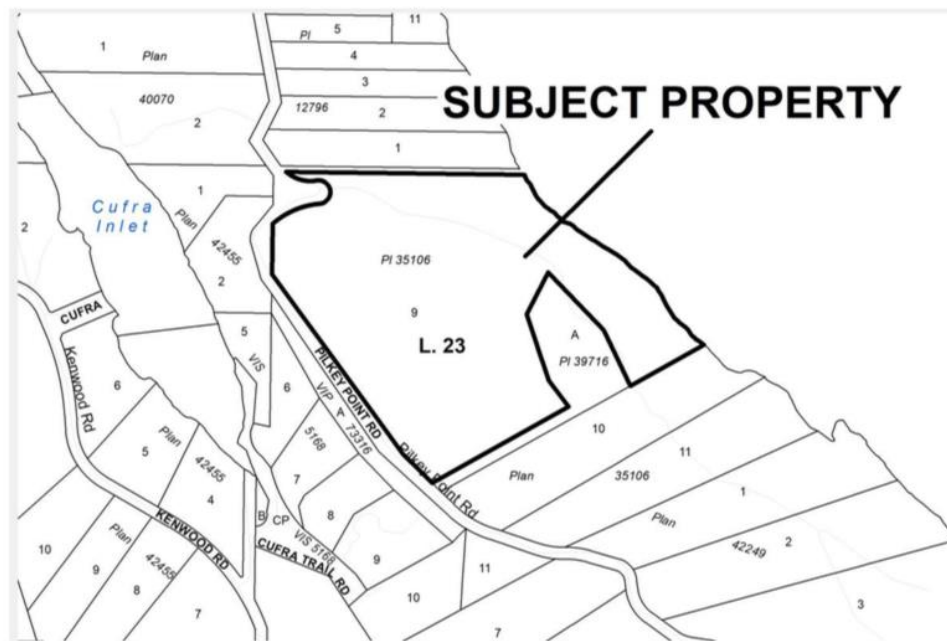 11
5
Pl
1
Plan
4
3
40070
12796
2
2
SUBJECT PROPERTY
1
1
Cufra
Inlet
Plan
2
42455
Pl 35106
2
CUFRA
9
5
VIS
A
L. 23
Pl 39716
PILKEY POINT RD
Kenwood Rd
6
6
VIP
A
73316
10
5
Plan
5168
11
42455
Pilkey Point Rd
Plan
35106
4
7
1
B
CP
8
Plan
2
KENWOOD RD
VIS 5168
42249
10
Plan
CUFRA TRAIL RD
9
11
9
42455
8
10
3
7
7